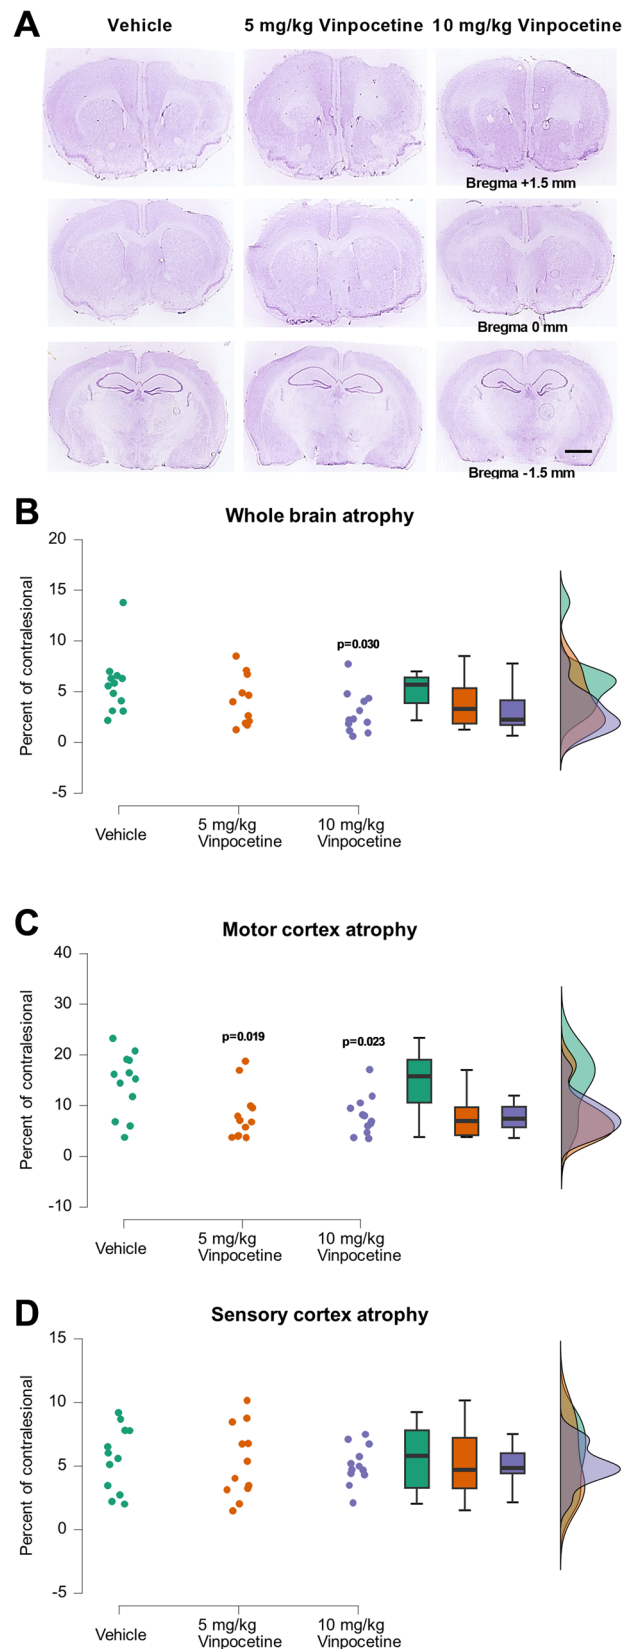 A
Vehicle
5 mg/kg Vinpocetine
10 mg/kg Vinpocetine
Bregma +1.5 mm
Bregma 0 mm
Bregma -1.5 mm
B
Whole brain atrophy
Percent of contralesional
20
15
10
5
0
-5
p=0.030
Vehicle
5 mg/kg
Vinpocetine
10 mg/kg
Vinpocetine
C
Motor cortex atrophy
Percent of contralesional
40
30
20
10
0
-10
p=0.019
p=0.023
Vehicle
5 mg/kg
Vinpocetine
10 mg/kg
Vinpocetine
D
Sensory cortex atrophy
Percent of contralesional
15
10
5
0
-5
Vehicle
5 mg/kg
Vinpocetine
10 mg/kg
Vinpocetine